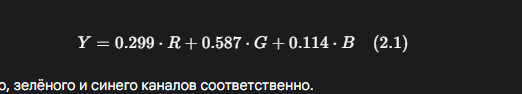 Y = 0.299 · R + 0.587 · G + 0.114 · B (2.1)
о, зелёного и синего каналов соответственно.